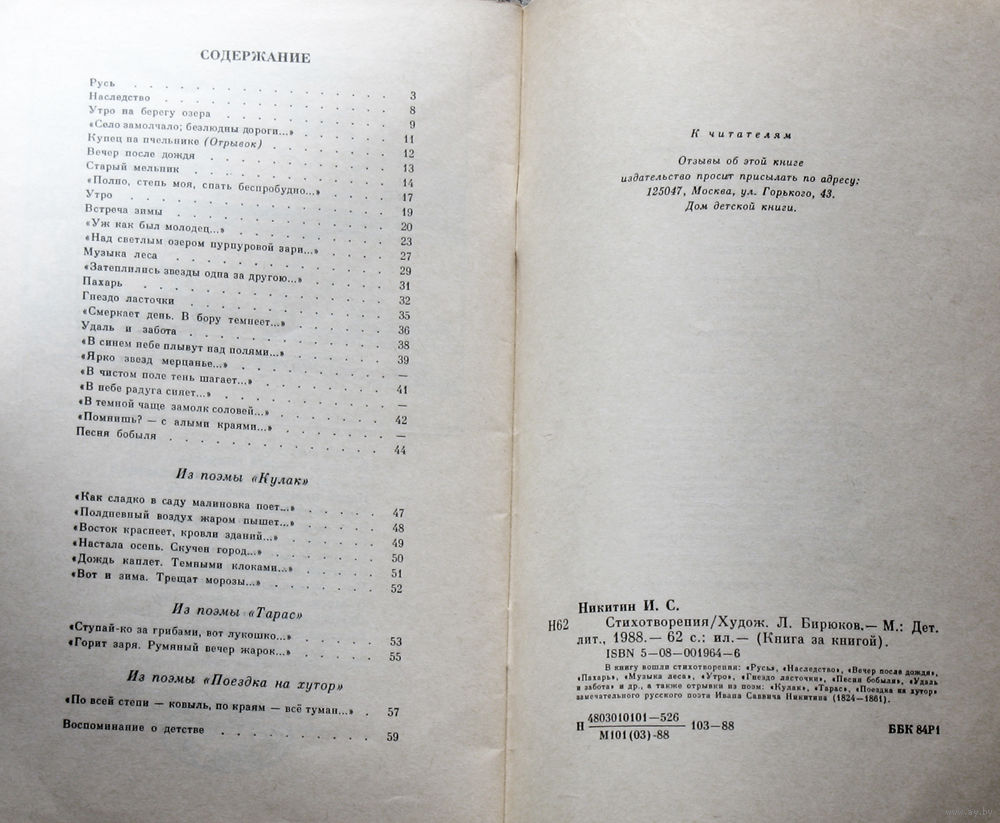 СОДЕРЖАНИЕ
Русь 3
Наследство 8
Утро на берегу озера 9
«Село замолчало; безлюдны дороги...» 11
Купец на пчельнике (Отрывок) 12
Вечер после дождя 13
Старый мельник 14
«Полно, степь моя, спать беспробудно...» 17
Утро 19
Встреча зимы 20
«Уж как был молодец...» 23
«Над светлым озером пурпуровой зари...» 27
Музыка леса 29
«Затеплились звезды одна за другою...» 31
Пахарь 32
Гнездо ласточки 35
«Смеркает день. В бору темнеет...» 36
Удаль и забота 38
«В синем небе плывут над полями...» 39
«Ярко звезд мерцанье...» —
«В чистом поле тень шагает...» 41
«В небе радуга сияет...» —
«В темной чаще замолк соловей...» 42
«Помнишь? — с алыми краями...» —
Песня бобыля 44
Из поэмы «Кулак»
«Как сладко в саду малиновка поет...» 47
«Полдневный воздух жаром пышет...» 48
«Восток краснеет, кровли зданий...» 49
«Настала осень. Скучен город...» 50
«Дождь каплет. Темными клоками...» 51
«Вот и зима. Трещат морозы...» 52
Из поэмы «Тарас»
«Ступай-ко за грибами, вот лукошко...» 53
«Горит заря. Румяный вечер жарок...» 55
Из поэмы «Поездка на хутор»
«По всей степи — ковыль, по краям — всё туман...» 57
Воспоминание о детстве 59
К читателям
Отзывы об этой книге
издательство просит присылать по адресу:
125047, Москва, ул. Горького, 43.
Дом детской книги.
Никитин И. С.
Н62 Стихотворения/Худож. Л. Бирюков.— М.: Дет.
лит., 1988.— 62 с.: ил.— (Книга за книгой).
ISBN 5—08—001964—6
В книгу вошли стихотворения: «Русь», «Наследство», «Вечер после дождя»,
«Пахарь», «Музыка леса», «Утро», «Гнездо ласточки», «Песня бобыля», «Удаль
и забота» и др., а также отрывки из поэм: «Кулак», «Тарас», «Поездка на хутор»
замечательного русского поэта Ивана Саввича Никитина (1824—1861).
Н 4803010101—526
М101(03)-88
103—88
ББК 84Р1
www.ay.by